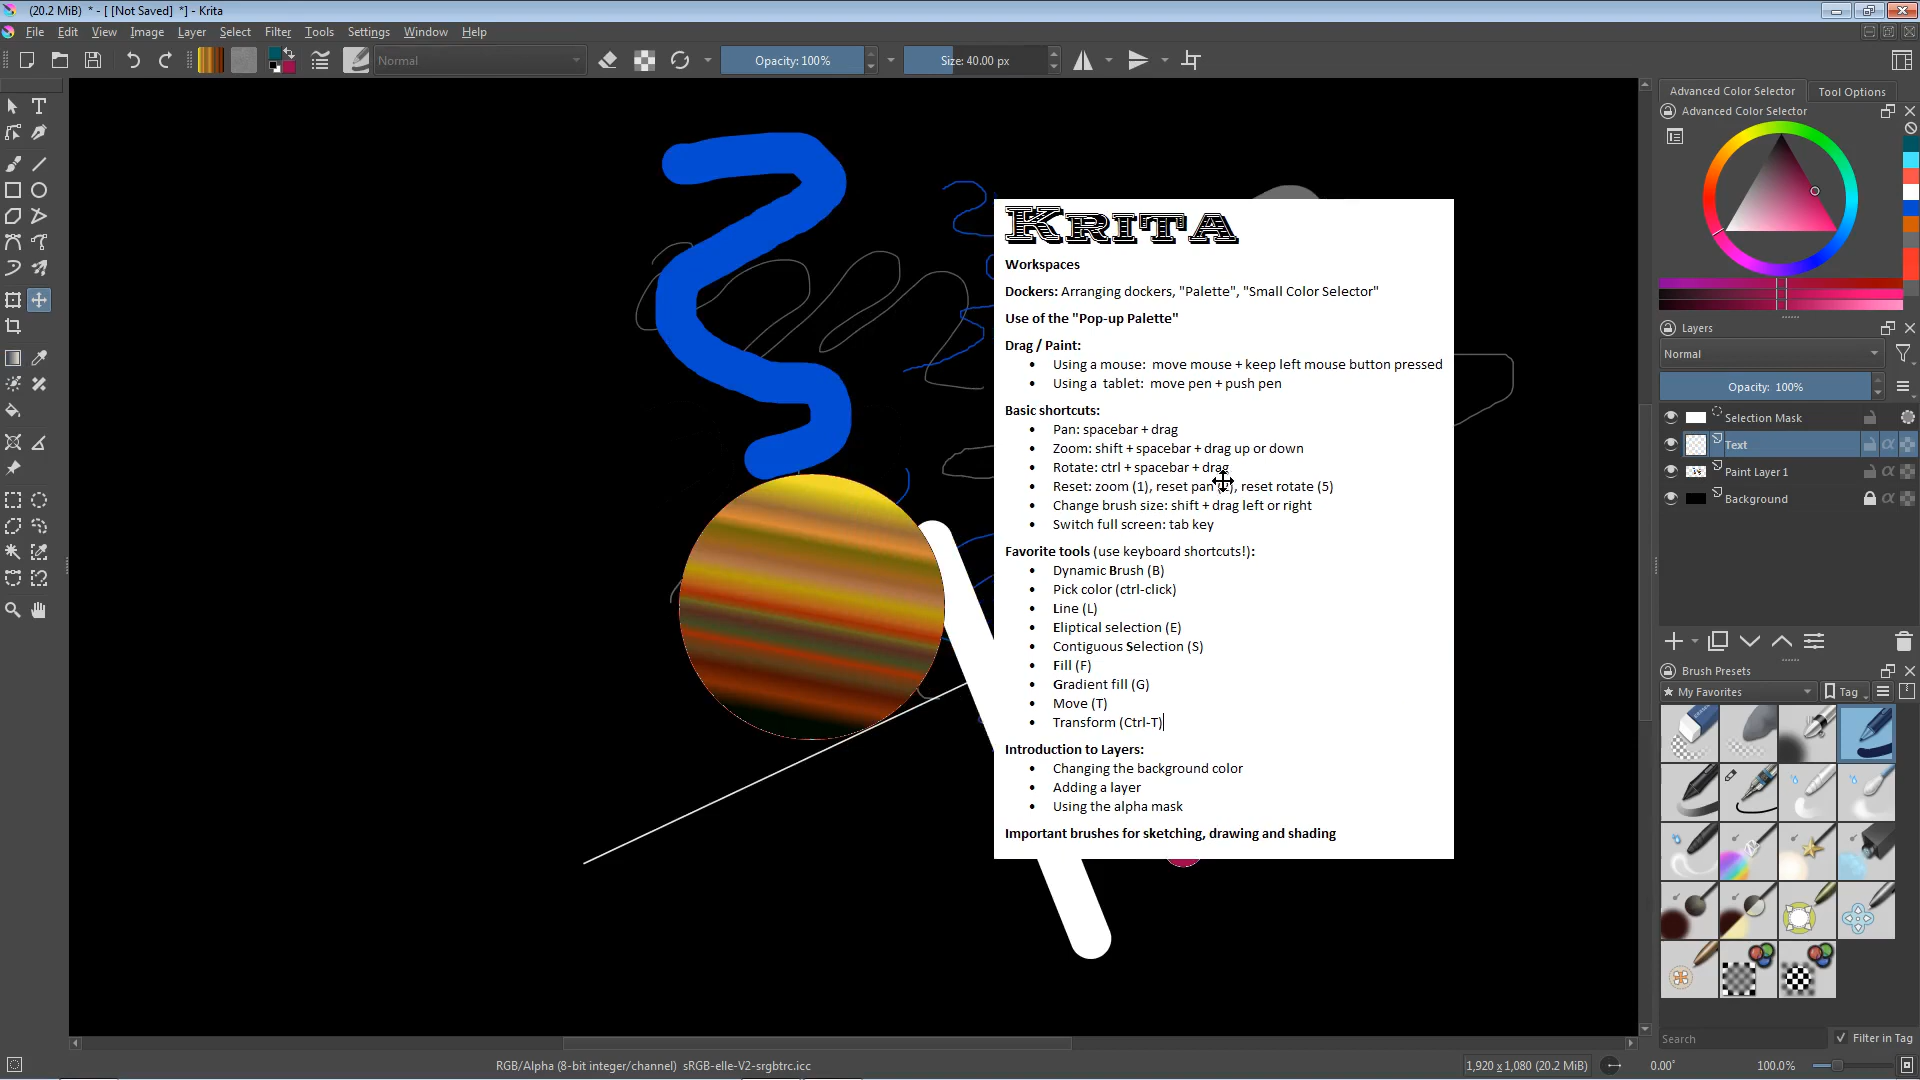 (20.2 MiB) * - [ [Not Saved] *] - Krita
File Edit View Image Layer Select Filter Tools Settings Window Help
Normal
Opacity: 100%
Size: 40.00 px
Advanced Color Selector
Tool Options
Advanced Color Selector
Layers
Normal
Opacity: 100%
Selection Mask
Text
Paint Layer 1
Background
Brush Presets
My Favorites
Tag
Search
Filter in Tag
KRITA
Workspaces
Dockers: Arranging dockers, "Palette", "Small Color Selector"
Use of the "Pop-up Palette"
Drag / Paint:
• Using a mouse: move mouse + keep left mouse button pressed
• Using a tablet: move pen + push pen
Basic shortcuts:
• Pan: spacebar + drag
• Zoom: shift + spacebar + drag up or down
• Rotate: ctrl + spacebar + drag
• Reset: zoom (1), reset pan , reset rotate (5)
• Change brush size: shift + drag left or right
• Switch full screen: tab key
Favorite tools (use keyboard shortcuts!):
• Dynamic Brush (B)
• Pick color (ctrl-click)
• Line (L)
• Eliptical selection (E)
• Contiguous Selection (S)
• Fill (F)
• Gradient fill (G)
• Move (T)
• Transform (Ctrl-T)
Introduction to Layers:
• Changing the background color
• Adding a layer
• Using the alpha mask
Important brushes for sketching, drawing and shading
RGB/Alpha (8-bit integer/channel) sRGB-elle-V2-srgbtrc.icc
1,920 x 1,080 (20.2 MiB)
0.00°
100.0%